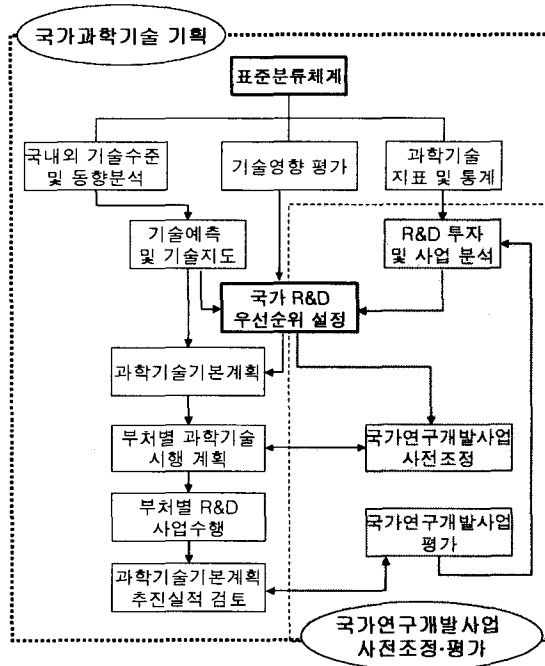 국가과학기술 기획
표준분류체계
국내외 기술수준
및 동향분석
기술영향 평가
과학기술
지표 및 통계
기술예측
및 기술지도
R&D 투자
및 사업 분석
국가 R&D
우선순위 설정
과학기술기본계획
부처별 과학기술
시행 계획
국가연구개발사업
사전조정
부처별 R&D
사업수행
국가연구개발사업
평가
과학기술기본계획
추진실적 검토
국가연구개발사업
사전조정·평가